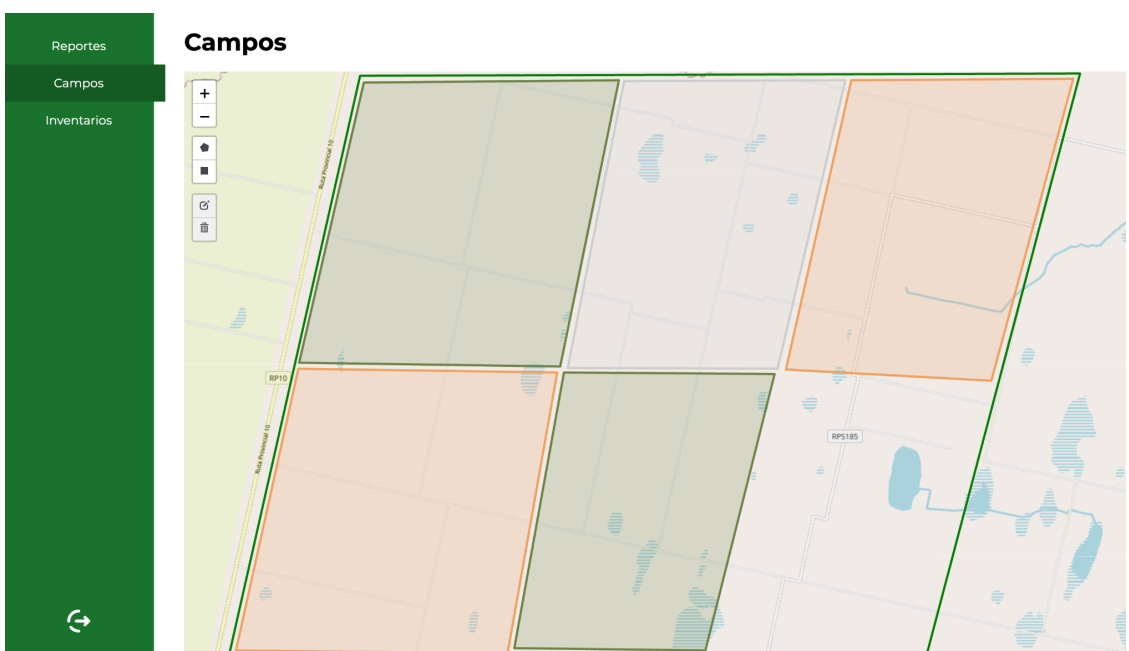 Reportes
Campos
Inventarios
Campos
+
−
Ruta Provincial 10
RP10
Ruta Provincial 10
RPS185